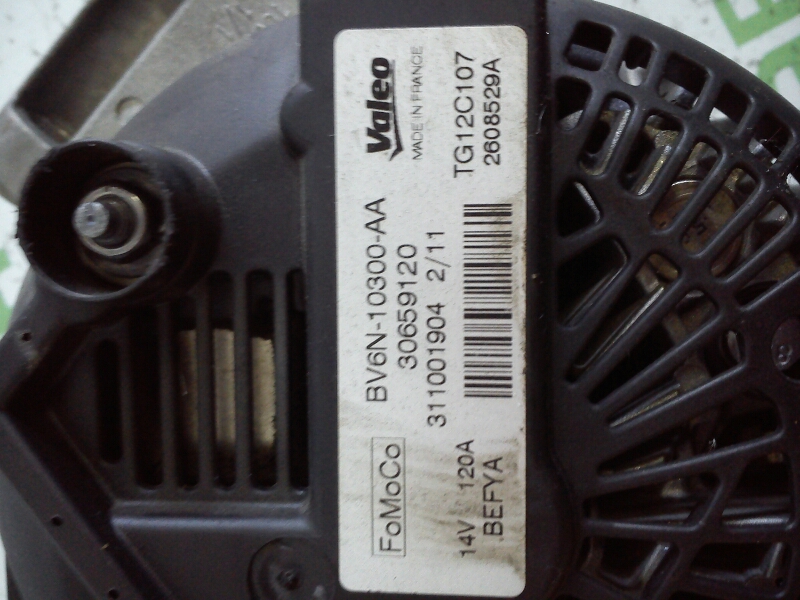 FoMoCo BV6N-10300-AA Valeo
30659120 MADE IN FRANCE
311001904 2/11
14V 120A TG12C107
BEFYA 2608529A